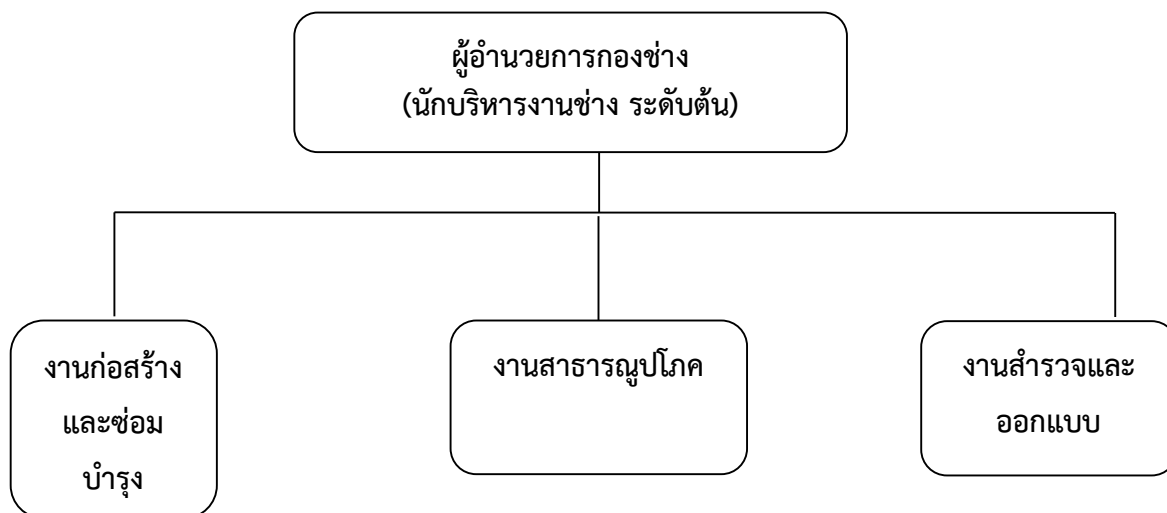 ผู้อำนวยการกองช่าง
(นักบริหารงานช่าง ระดับต้น)
งานก่อสร้าง
และซ่อม
บำรุง
งานสาธารณูปโภค
งานสำรวจและ
ออกแบบ